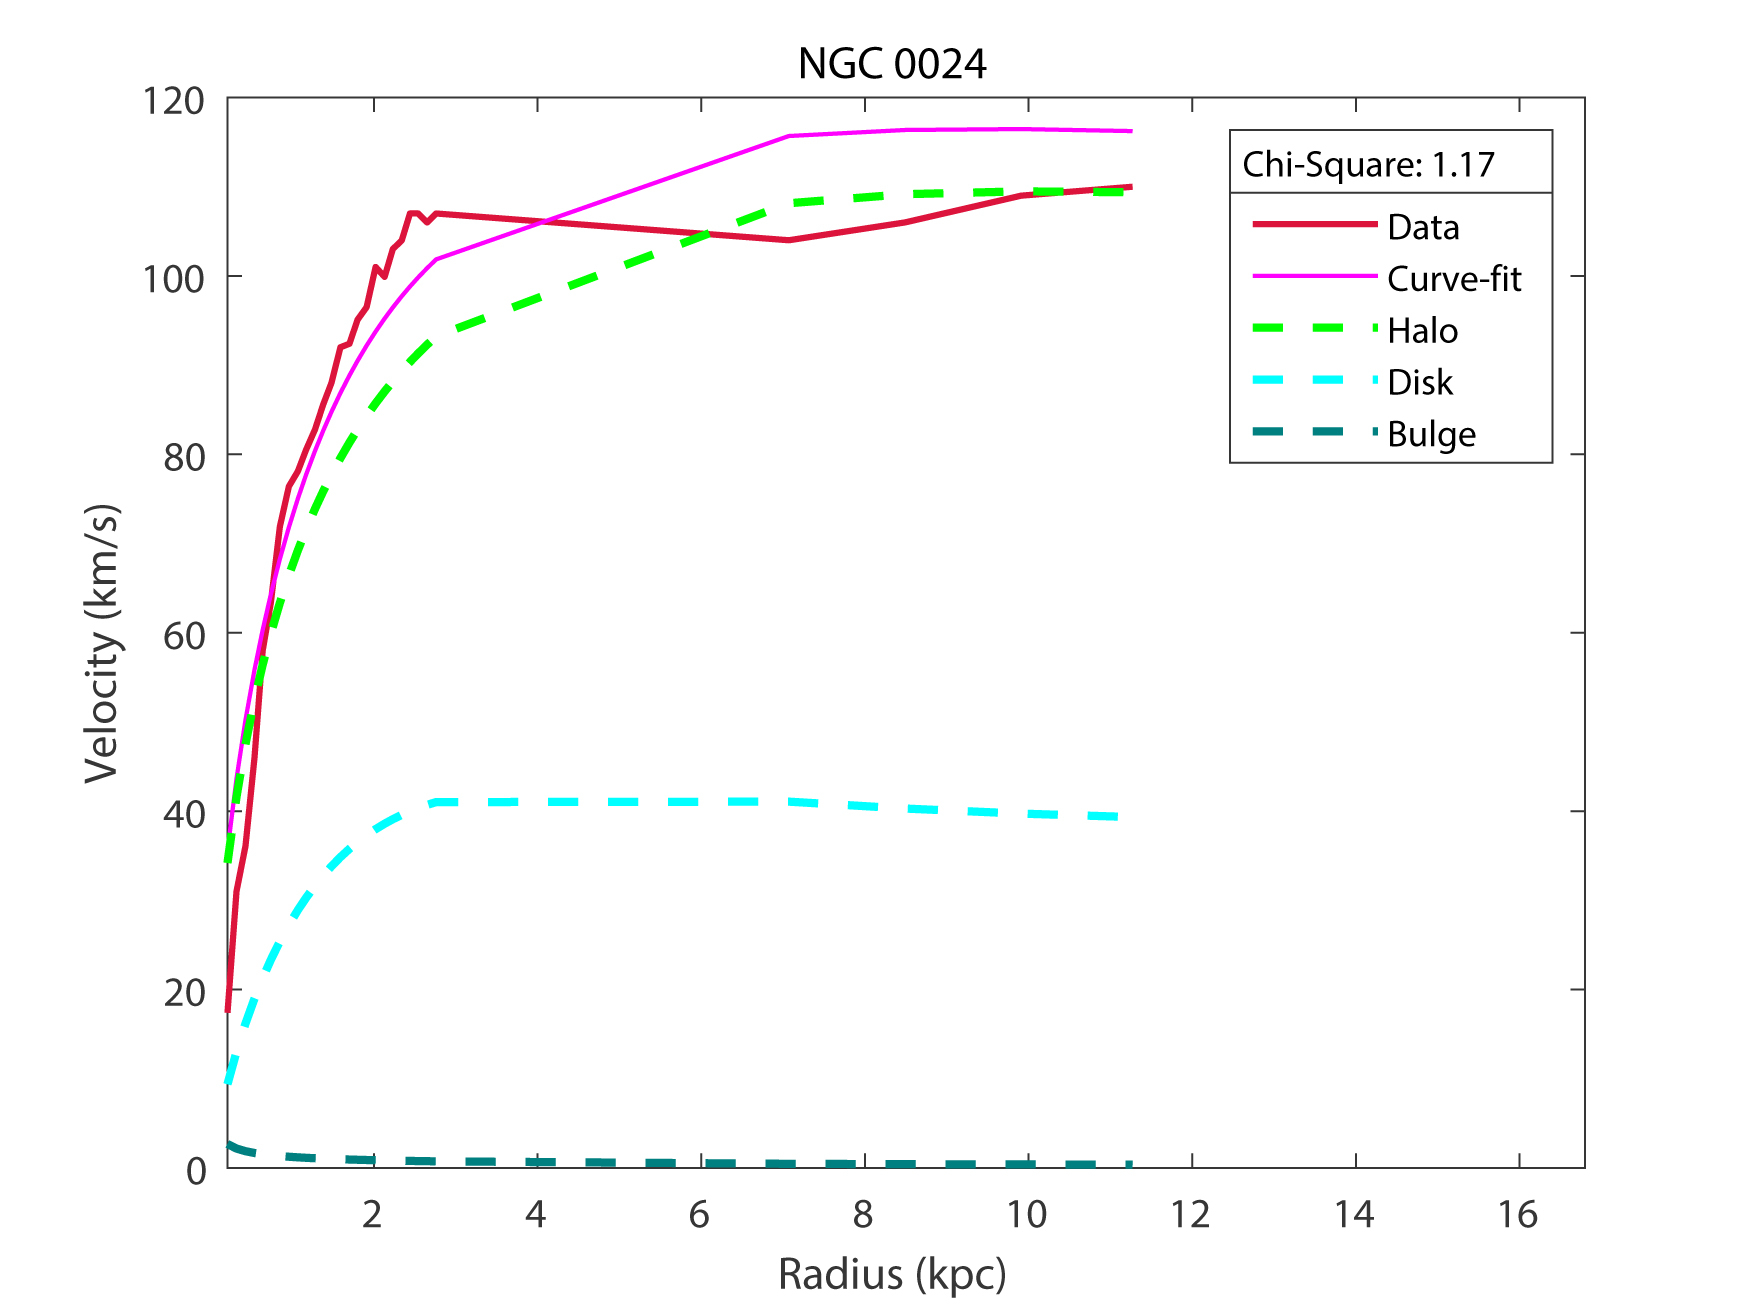 NGC 0024
120
100
80
60
40
20
0
Velocity (km/s)
2 4 6 8 10 12 14 16
Radius (kpc)
Chi-Square: 1.17
Data
Curve-fit
Halo
Disk
Bulge